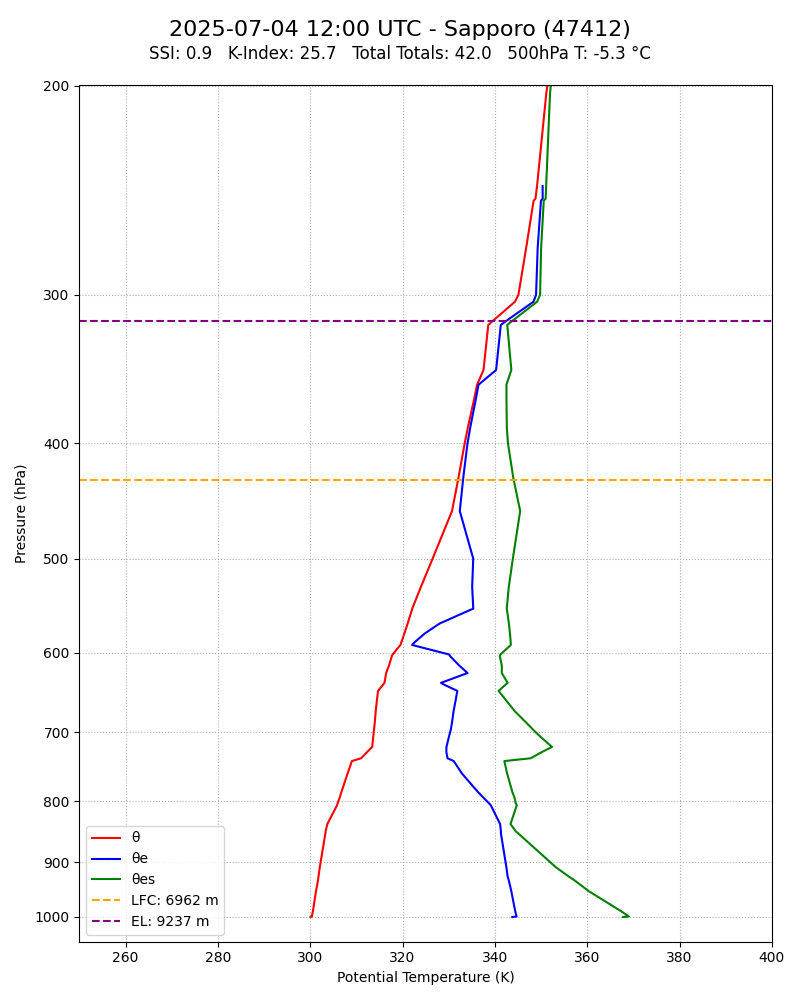 2025-07-04 12:00 UTC - Sapporo (47412)
SSI: 0.9   K-Index: 25.7   Total Totals: 42.0   500hPa T: -5.3 °C
200
300
400
500
600
700
800
900
1000
Pressure (hPa)
θ
θe
θes
LFC: 6962 m
EL: 9237 m
260
280
300
320
340
360
380
400
Potential Temperature (K)